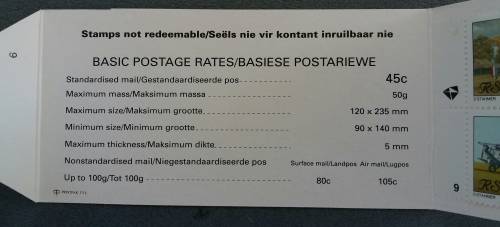 Stamps not redeemable/Seëls nie vir kontant inruilbaar nie
BASIC POSTAGE RATES/BASIESE POSTARIEWE
Standardised mail/Gestandaardiseerde pos 45c
Maximum mass/Maksimum massa 50g
Maximum size/Maksimum grootte 120 x 235 mm
Minimum size/Minimum grootte 90 x 140 mm
Maximum thickness/Maksimum dikte 5 mm
Nonstandardised mail/Niegestandaardiseerde pos Surface mail/Landpos Air mail/Lugpos
Up to 100g/Tot 100g 80c 105c
9
9
RS
RS